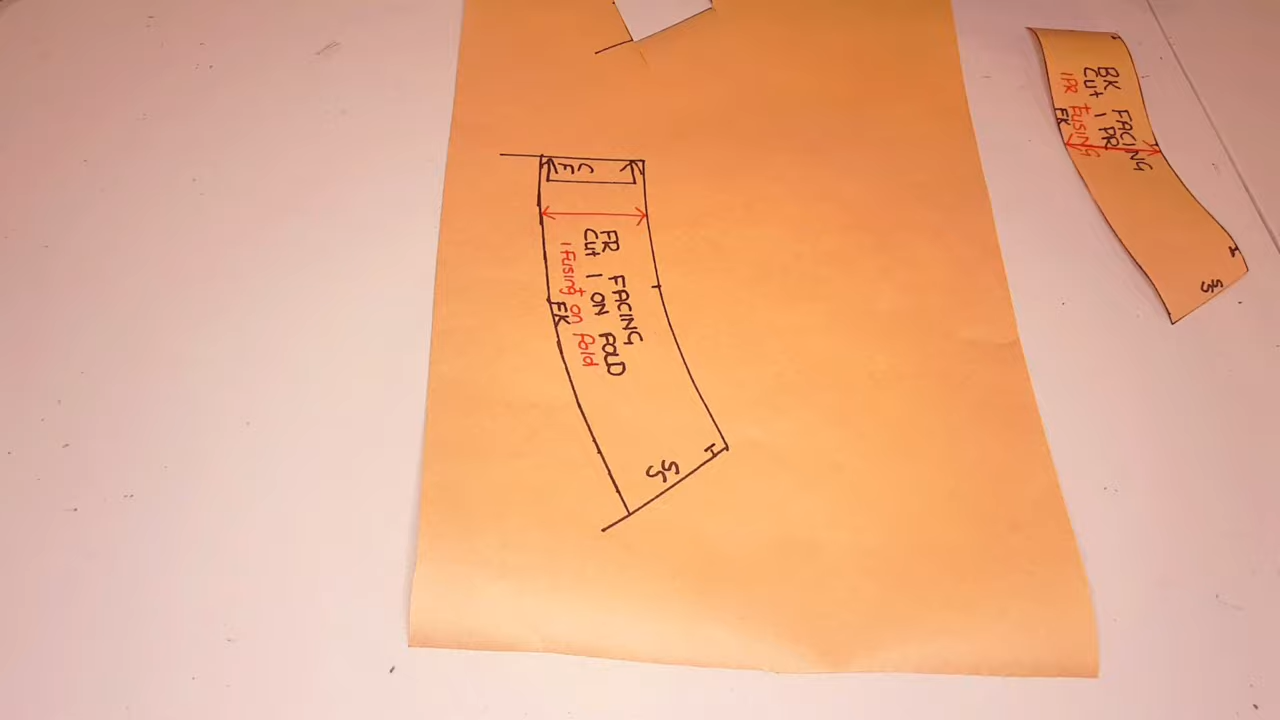 CF
FR FACING
Cut 1 ON FOLD
1 Fusing on fold
FK
SS
H
BK FACING
Cut 1 PR
1PR FUSING
FK
H
SS